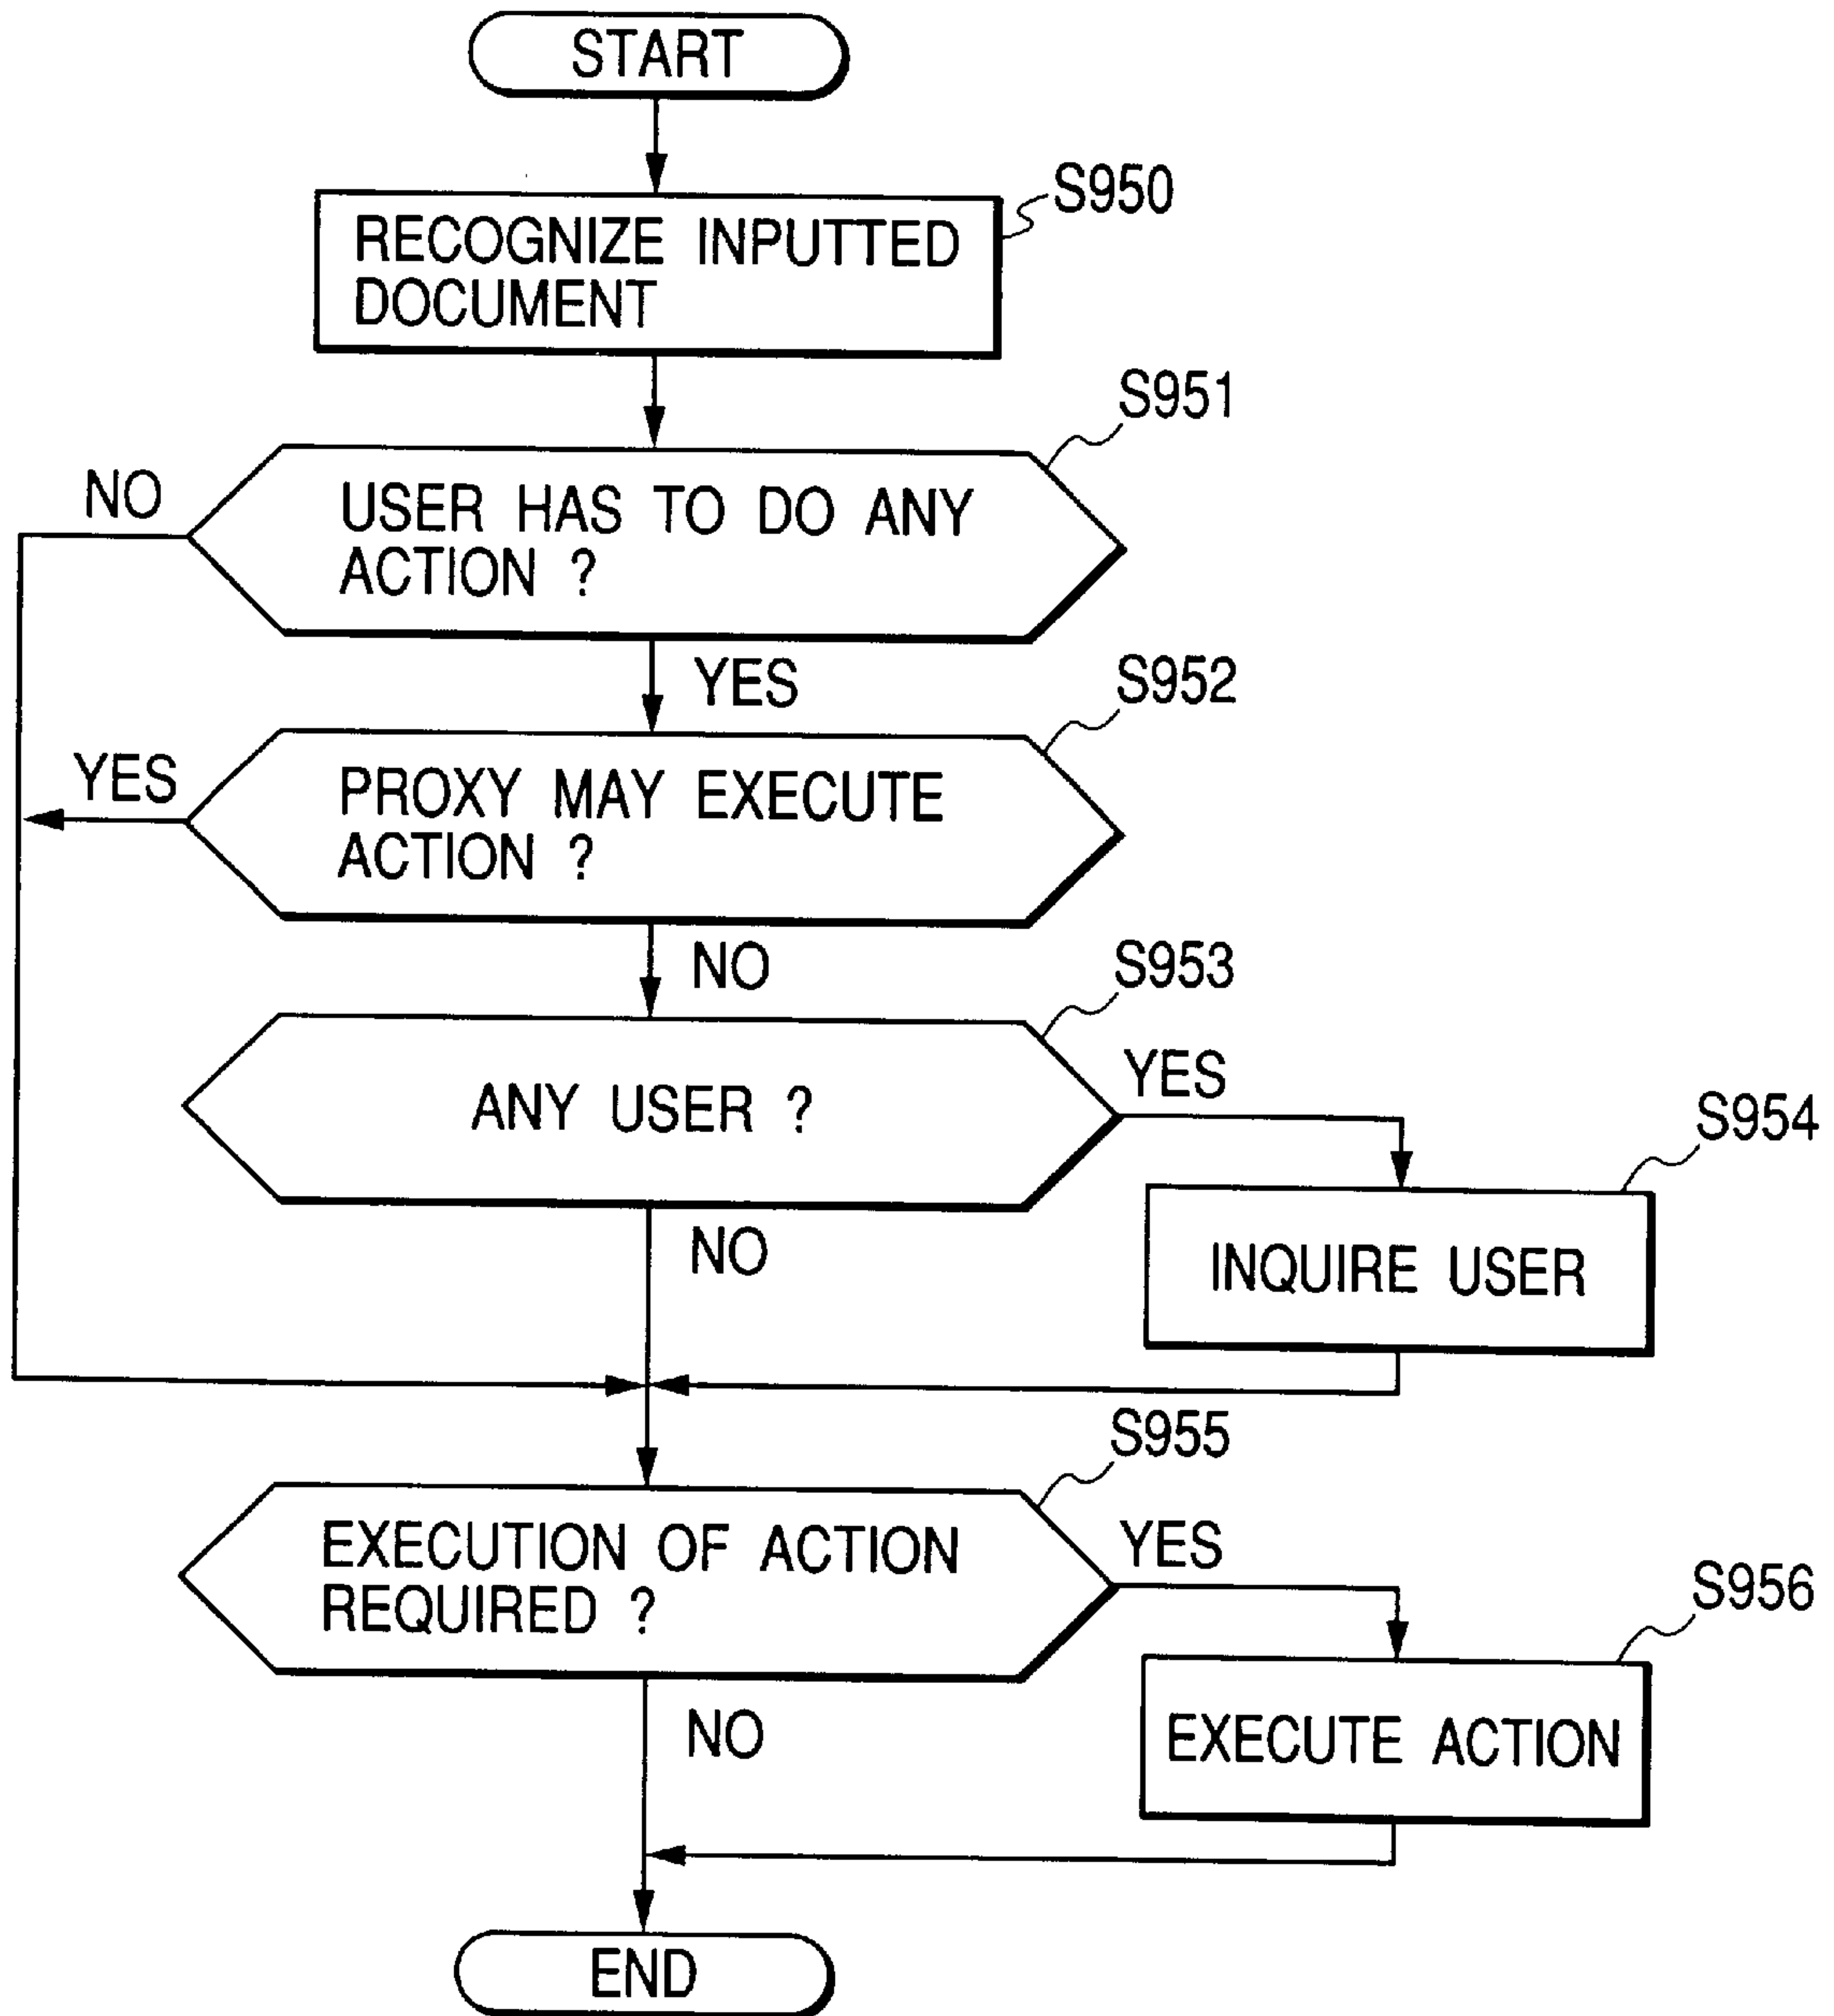 START
S950
RECOGNIZE INPUTTED
DOCUMENT
S951
NO
USER HAS TO DO ANY
ACTION ?
YES
S952
YES
PROXY MAY EXECUTE
ACTION ?
NO
S953
YES
ANY USER ?
S954
NO
INQUIRE USER
S955
YES
EXECUTION OF ACTION
REQUIRED ?
S956
NO
EXECUTE ACTION
END